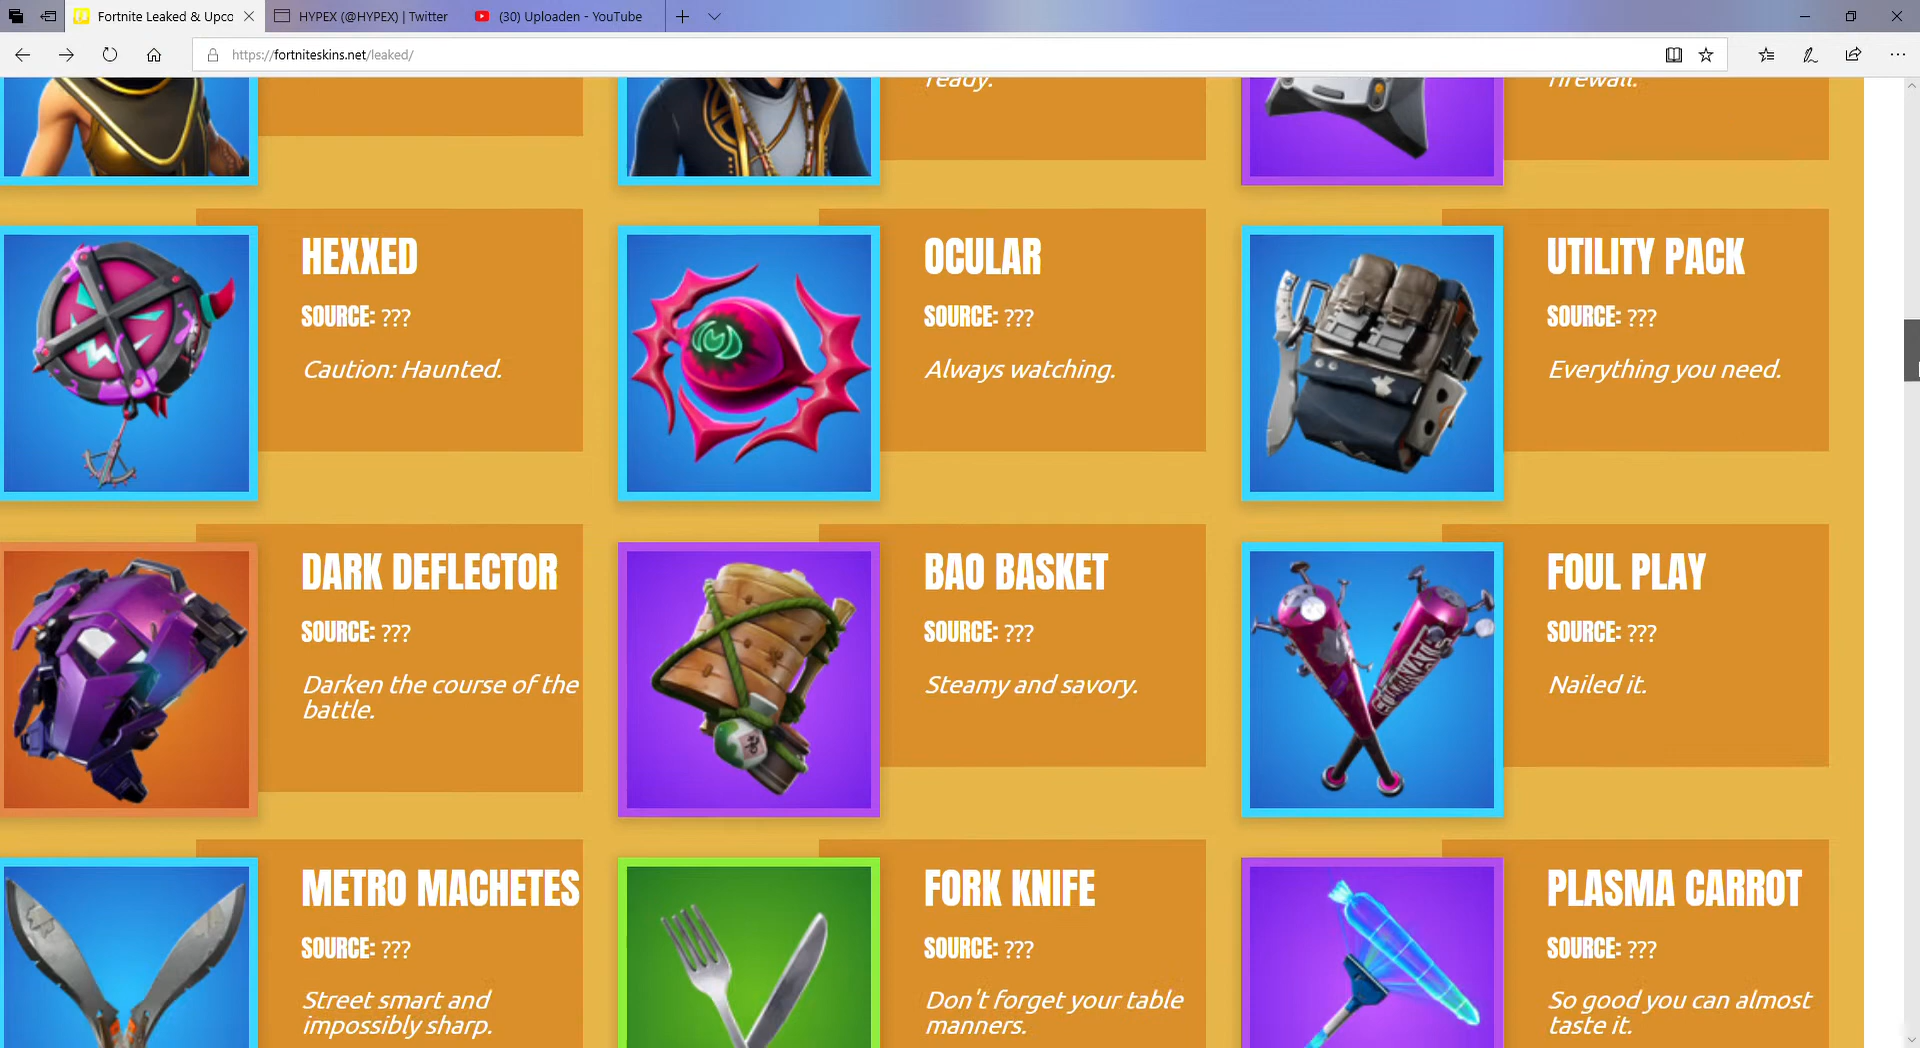 Fortnite Leaked & Upco
HYPEX (@HYPEX) | Twitter
(30) Uploaden - YouTube
https://fortniteskins.net/leaked/
ready.
firewall.
HEXXED
SOURCE: ???
Caution: Haunted.
OCULAR
SOURCE: ???
Always watching.
UTILITY PACK
SOURCE: ???
Everything you need.
DARK DEFLECTOR
SOURCE: ???
Darken the course of the
battle.
BAO BASKET
SOURCE: ???
Steamy and savory.
FOUL PLAY
SOURCE: ???
Nailed it.
METRO MACHETES
SOURCE: ???
Street smart and
impossibly sharp.
FORK KNIFE
SOURCE: ???
Don't forget your table
manners.
PLASMA CARROT
SOURCE: ???
So good you can almost
taste it.